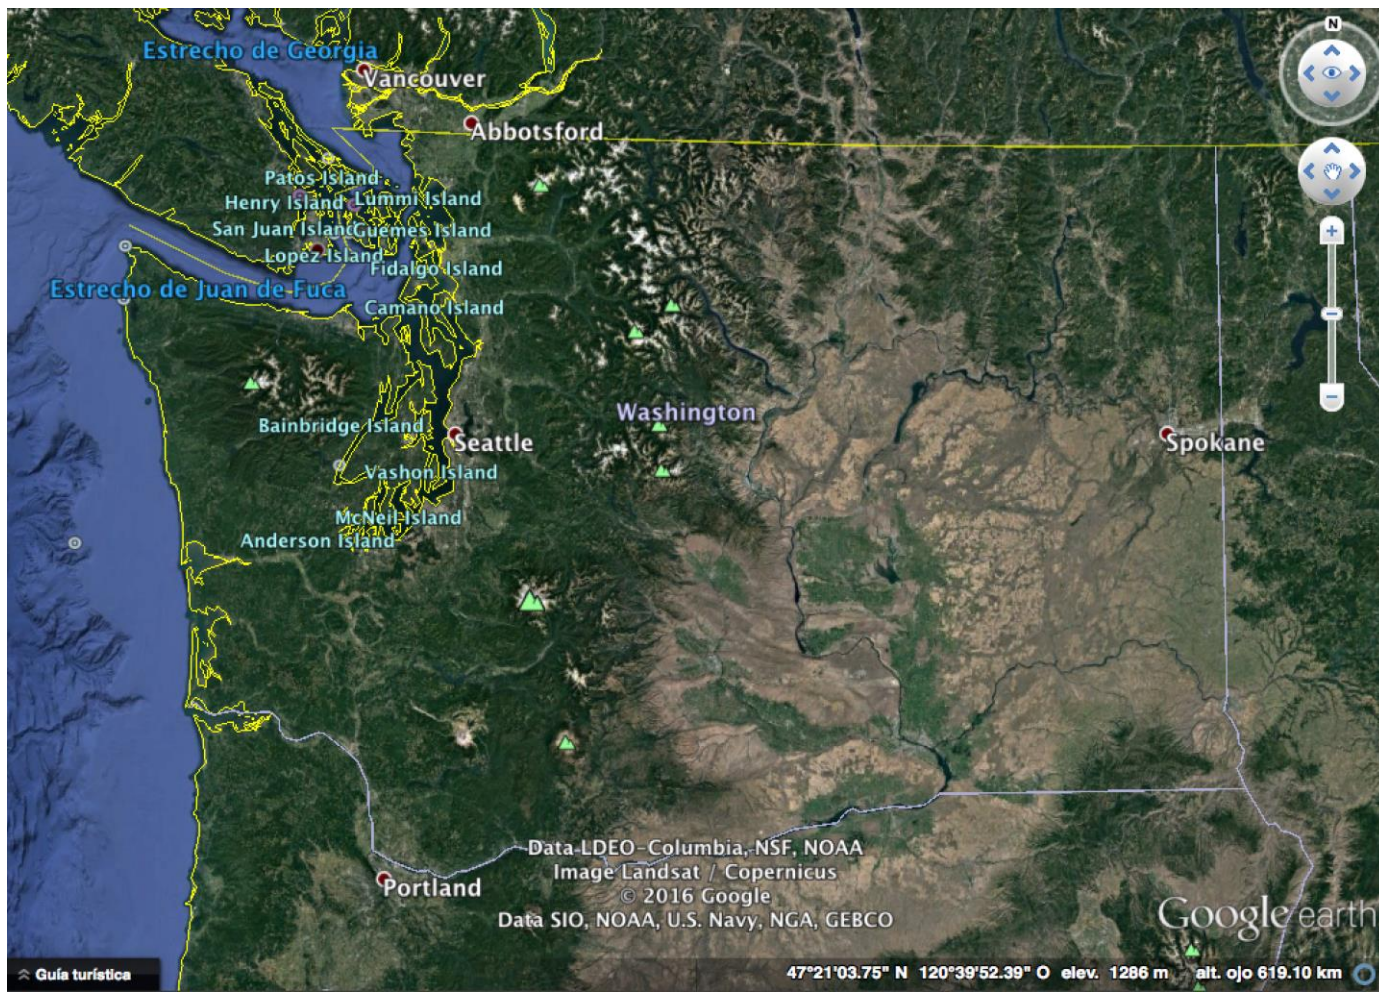 N
Estrecho de Georgia
Vancouver
Abbotsford
Patos Island
Henry Island
Lummi Island
San Juan Island
Guemes Island
Lopez Island
Fidalgo Island
Estrecho de Juan de Fuca
Camano Island
Washington
Bainbridge Island
Seattle
Spokane
Vashon Island
McNeil Island
Anderson Island
Portland
Data LDEO-Columbia, NSF, NOAA
Image Landsat / Copernicus
© 2016 Google
Data SIO, NOAA, U.S. Navy, NGA, GEBCO
Google earth
Guía turística
47°21'03.75" N 120°39'52.39" O elev. 1286 m alt. ojo 619.10 km